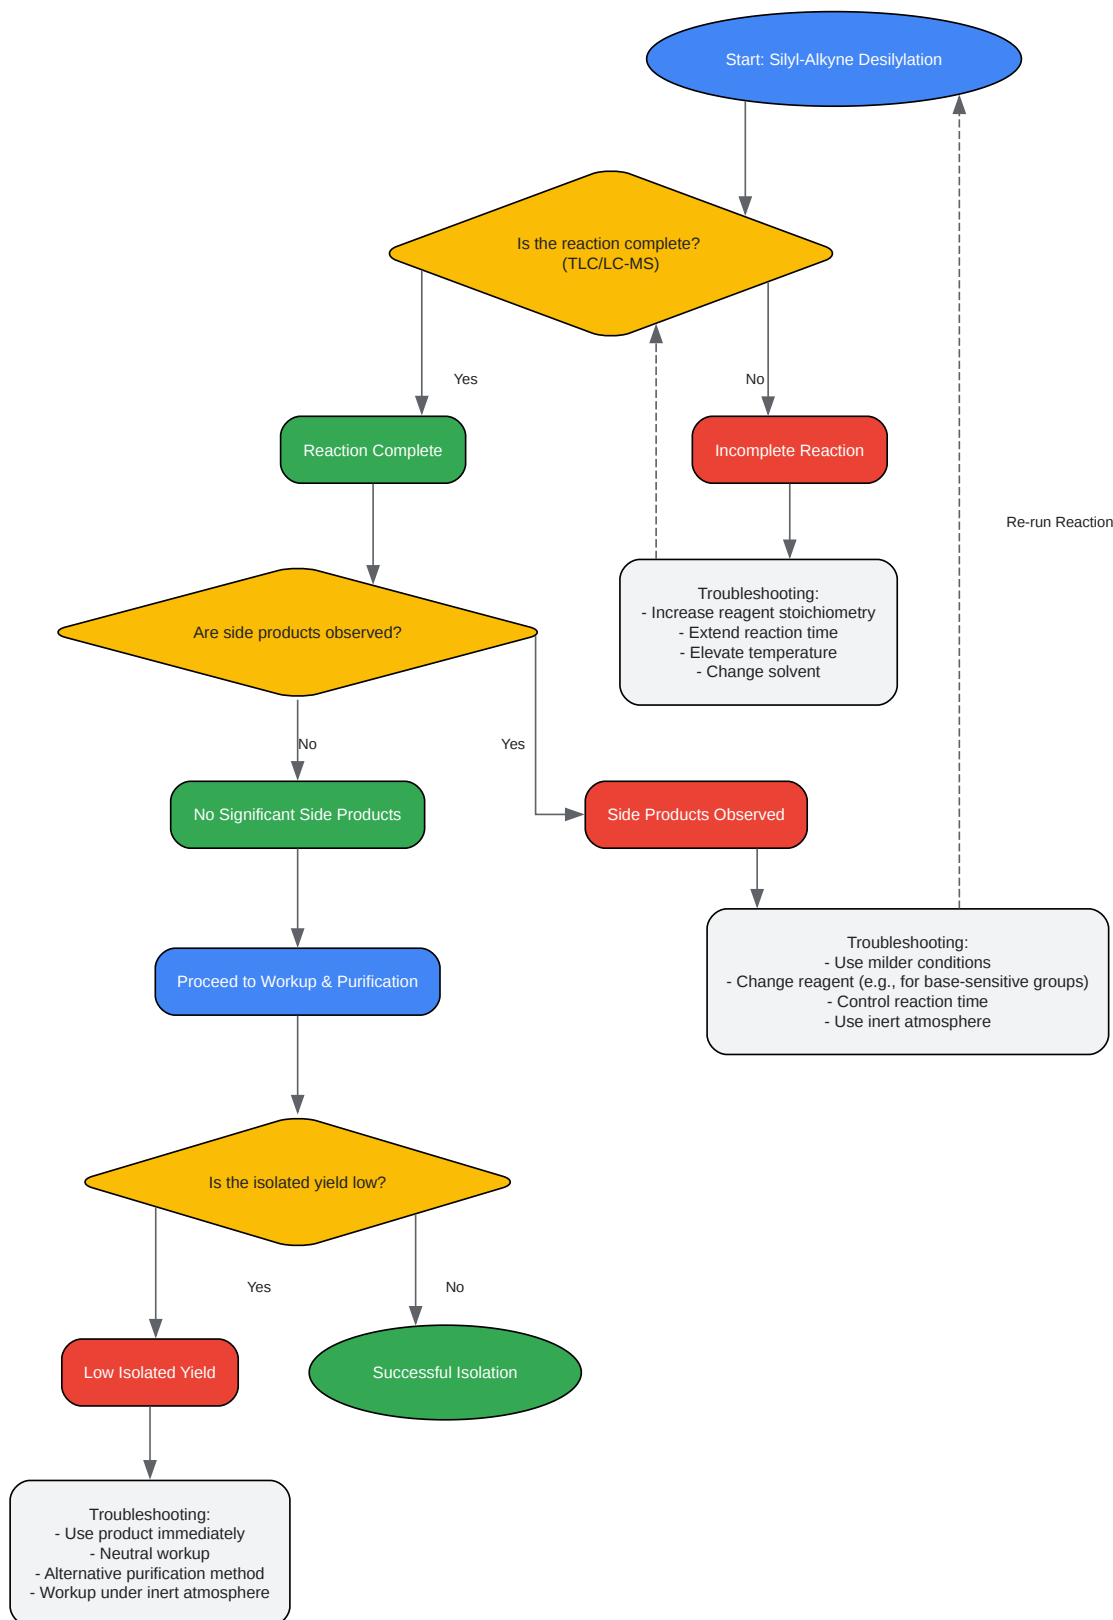 Start: Silyl-Alkyne Desilylation
Is the reaction complete?
(TLC/LC-MS)
Yes
No
Reaction Complete
Incomplete Reaction
Re-run Reaction
Troubleshooting:
- Increase reagent stoichiometry
- Extend reaction time
- Elevate temperature
- Change solvent
Are side products observed?
No
Yes
No Significant Side Products
Side Products Observed
Troubleshooting:
- Use milder conditions
- Change reagent (e.g., for base-sensitive groups)
- Control reaction time
- Use inert atmosphere
Proceed to Workup & Purification
Is the isolated yield low?
Yes
No
Low Isolated Yield
Successful Isolation
Troubleshooting:
- Use product immediately
- Neutral workup
- Alternative purification method
- Workup under inert atmosphere